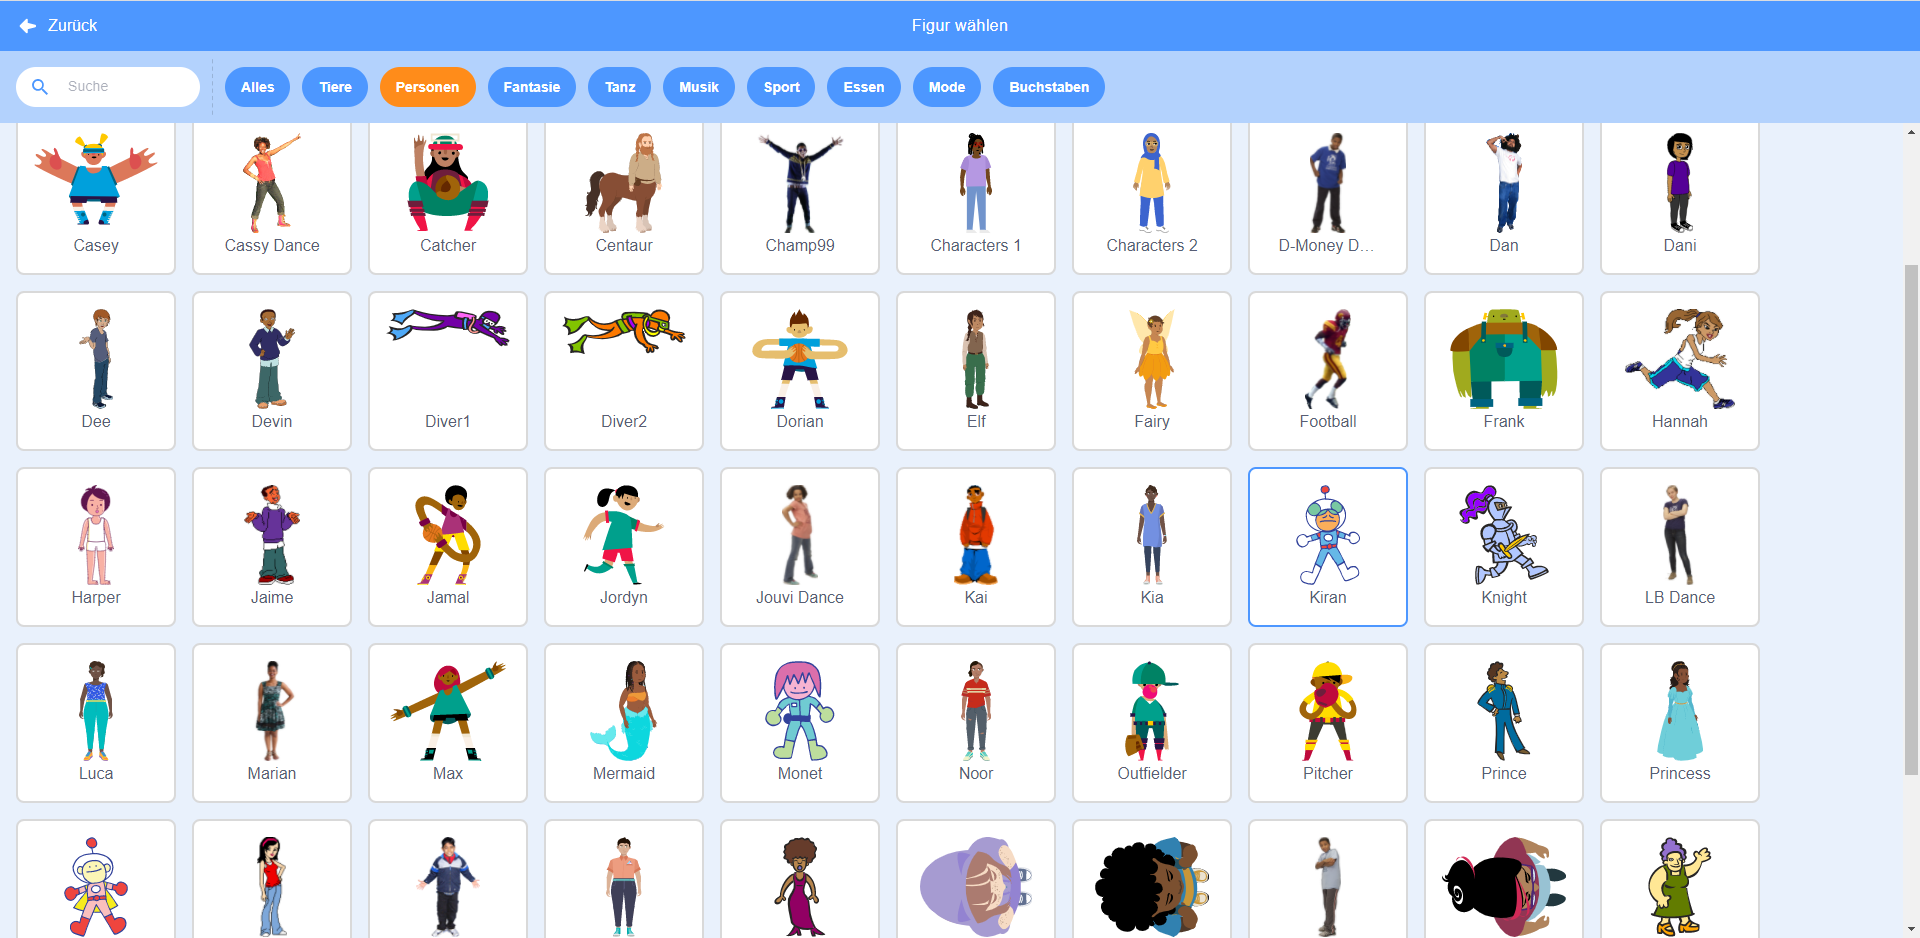 Zurück
Figur wählen
Suche
Alles
Tiere
Personen
Fantasie
Tanz
Musik
Sport
Essen
Mode
Buchstaben
Casey
Cassy Dance
Catcher
Centaur
Champ99
Characters 1
Characters 2
D-Money D...
Dan
Dani
Dee
Devin
Diver1
Diver2
Dorian
Elf
Fairy
Football
Frank
Hannah
Harper
Jaime
Jamal
Jordyn
Jouvi Dance
Kai
Kia
Kiran
Knight
LB Dance
Luca
Marian
Max
Mermaid
Monet
Noor
Outfielder
Pitcher
Prince
Princess